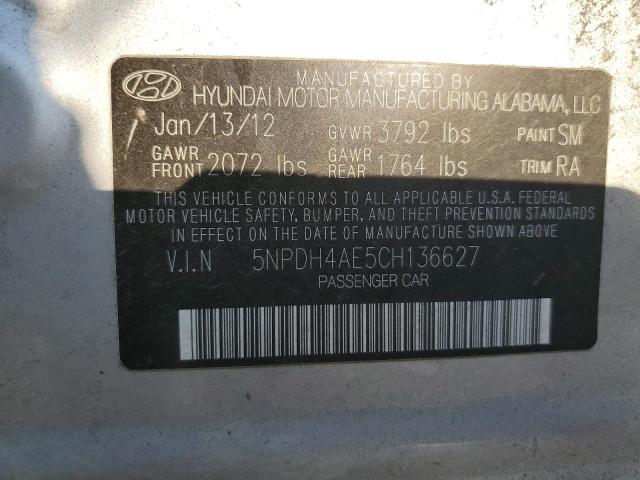 MANUFACTURED BY
HYUNDAI MOTOR MANUFACTURING ALABAMA, LLC
Jan/13/12 GVWR 3792 lbs PAINT SM
GAWR FRONT 2072 lbs GAWR REAR 1764 lbs TRIM RA
THIS VEHICLE CONFORMS TO ALL APPLICABLE U.S.A. FEDERAL
MOTOR VEHICLE SAFETY, BUMPER, AND THEFT PREVENTION STANDARDS
IN EFFECT ON THE DATE OF MANUFACTURE SHOWN ABOVE.
V.I.N 5NPDH4AE5CH136627
PASSENGER CAR